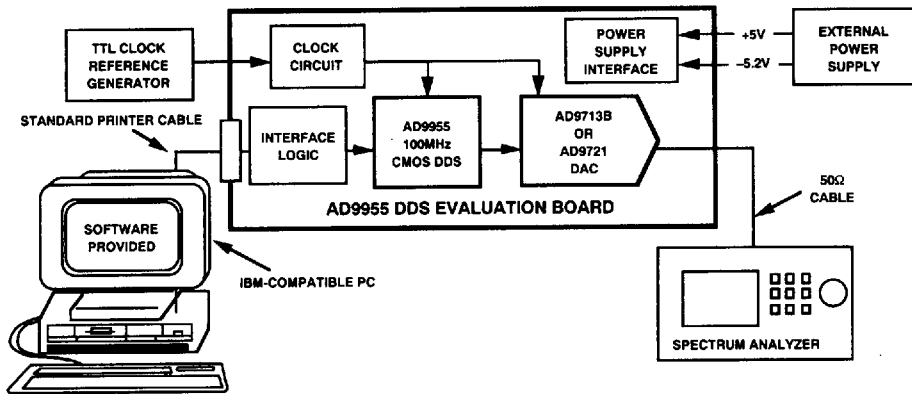 TTL CLOCK
REFERENCE
GENERATOR
CLOCK
CIRCUIT
POWER
SUPPLY
INTERFACE
+5V
–5.2V
EXTERNAL
POWER
SUPPLY
STANDARD PRINTER CABLE
INTERFACE
LOGIC
AD9955
100MHz
CMOS DDS
AD9713B
OR
AD9721
DAC
AD9955 DDS EVALUATION BOARD
50Ω
CABLE
SOFTWARE
PROVIDED
IBM-COMPATIBLE PC
SPECTRUM ANALYZER